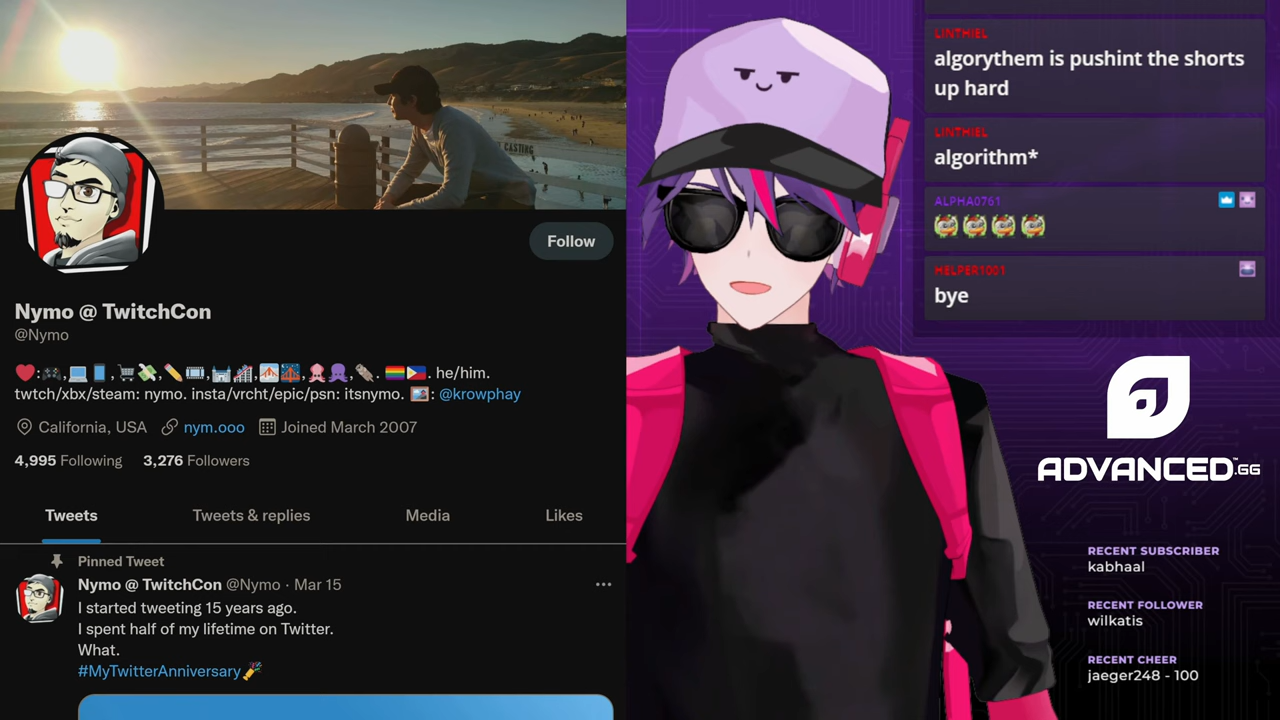 CASTING
Follow
Nymo @ TwitchCon
@Nymo
❤️:🎮,💻📱,🛒💸,✏️🎞️,🏰🎢,🌁🌉,🦑🐙,⚾. 🏳️‍🌈🇵🇭. he/him.
twtch/xbx/steam: nymo. insta/vrcht/epic/psn: itsnymo. 🖼️: @krowphay
California, USA nym.ooo Joined March 2007
4,995 Following 3,276 Followers
Tweets Tweets & replies Media Likes
Pinned Tweet
Nymo @ TwitchCon @Nymo · Mar 15
I started tweeting 15 years ago.
I spent half of my lifetime on Twitter.
What.
#MyTwitterAnniversary
LINTHIEL
algorythem is pushint the shorts
up hard
LINTHIEL
algorithm*
ALPHA0761
HELPER1001
bye
ADVANCED™.GG
RECENT SUBSCRIBER
kabhaal
RECENT FOLLOWER
wilkatis
RECENT CHEER
jaeger248 - 100